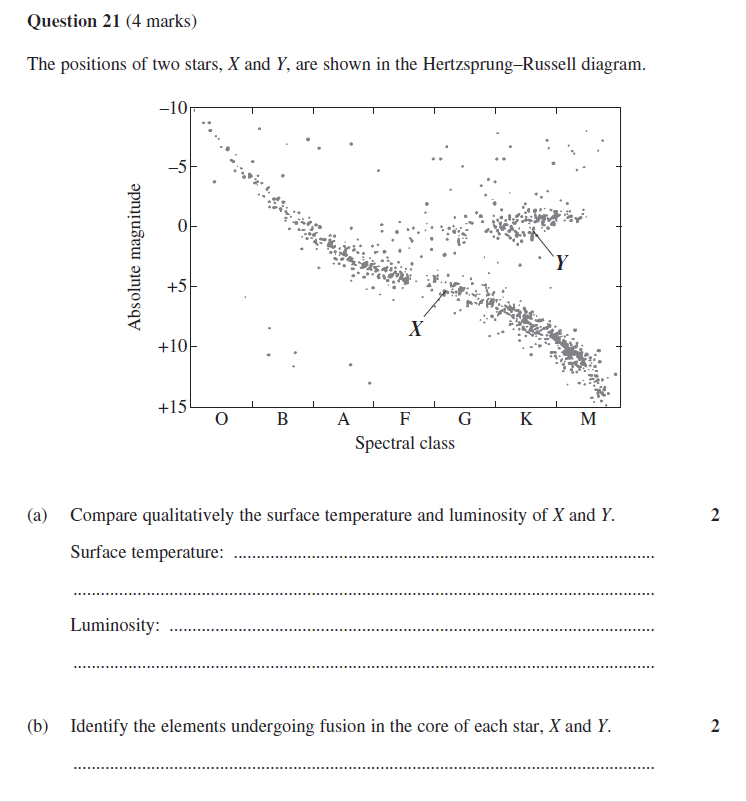 Question 21 (4 marks)
The positions of two stars, X and Y, are shown in the Hertzsprung–Russell diagram.
–10
–5
0
+5
+10
+15
Absolute magnitude
Y
X
O B A F G K M
Spectral class
(a) Compare qualitatively the surface temperature and luminosity of X and Y. 2
Surface temperature: ..........................................................................................
..........................................................................................
Luminosity: ..........................................................................................
..........................................................................................
(b) Identify the elements undergoing fusion in the core of each star, X and Y. 2
..........................................................................................